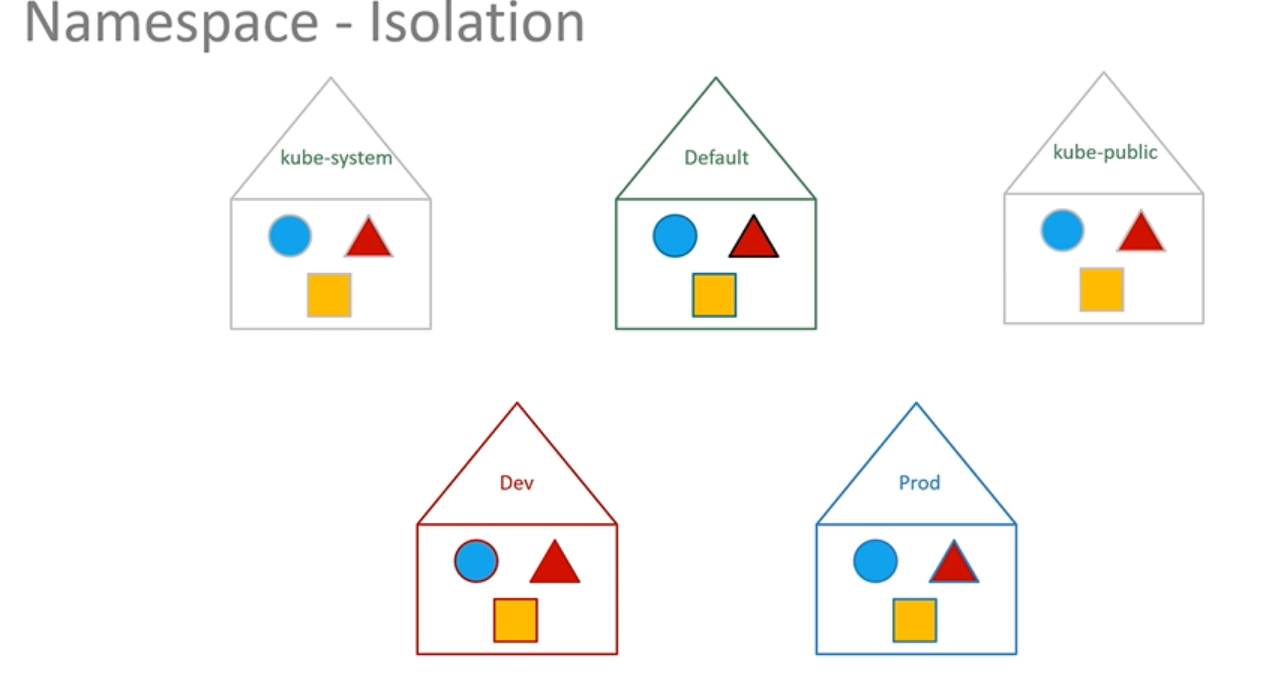 Namespace - Isolation
kube-system
Default
kube-public
Dev
Prod